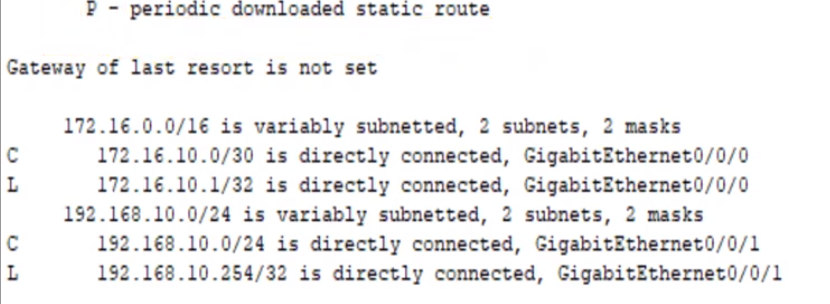 P - periodic downloaded static route
Gateway of last resort is not set
172.16.0.0/16 is variably subnetted, 2 subnets, 2 masks
C 172.16.10.0/30 is directly connected, GigabitEthernet0/0/0
L 172.16.10.1/32 is directly connected, GigabitEthernet0/0/0
192.168.10.0/24 is variably subnetted, 2 subnets, 2 masks
C 192.168.10.0/24 is directly connected, GigabitEthernet0/0/1
L 192.168.10.254/32 is directly connected, GigabitEthernet0/0/1